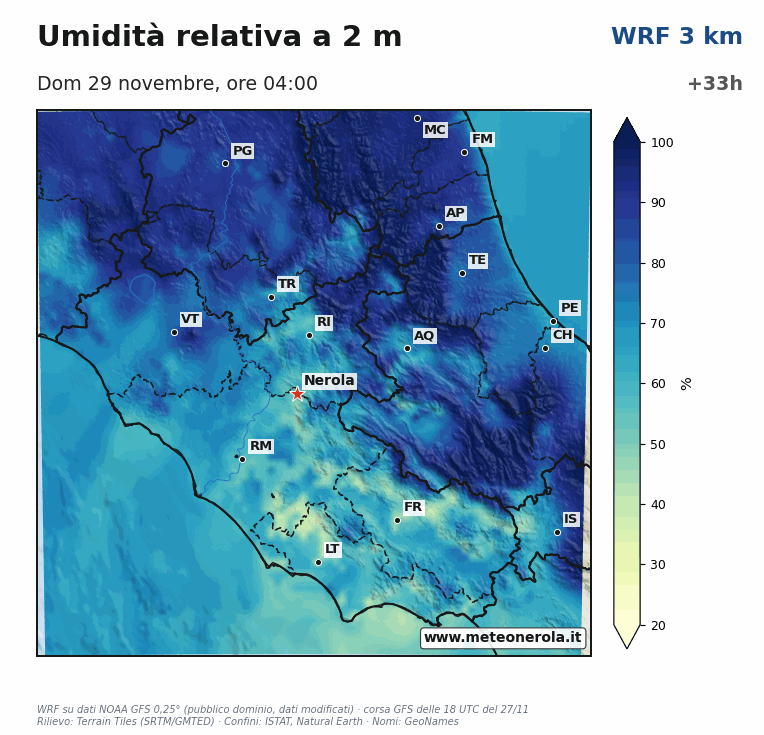 Umidità relativa a 2 m
WRF 3 km
Dom 29 novembre, ore 04:00
+33h
MC
FM
PG
AP
TE
TR
PE
VT
RI
AQ
CH
Nerola
RM
FR
IS
LT
www.meteonerola.it
100
90
80
70
60
50
40
30
20
%
WRF su dati NOAA GFS 0,25° (pubblico dominio, dati modificati) · corsa GFS delle 18 UTC del 27/11
Rilievo: Terrain Tiles (SRTM/GMTED) · Confini: ISTAT, Natural Earth · Nomi: GeoNames